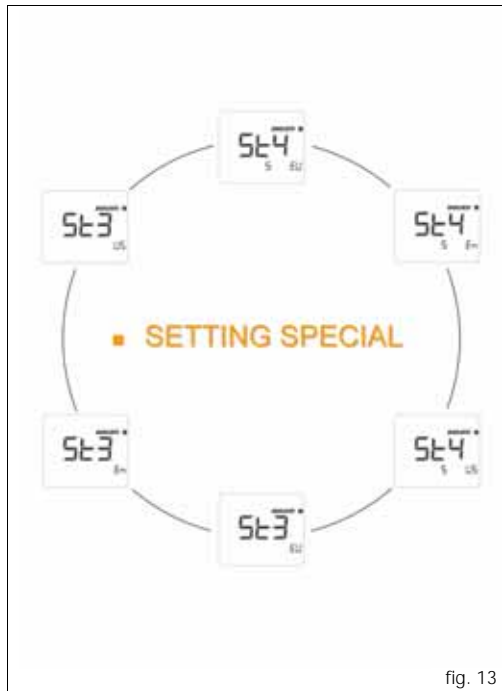 St4
S EU
St3
US
St4
S En
SETTING SPECIAL
St3
En
St4
S US
St3
EU
fig. 13